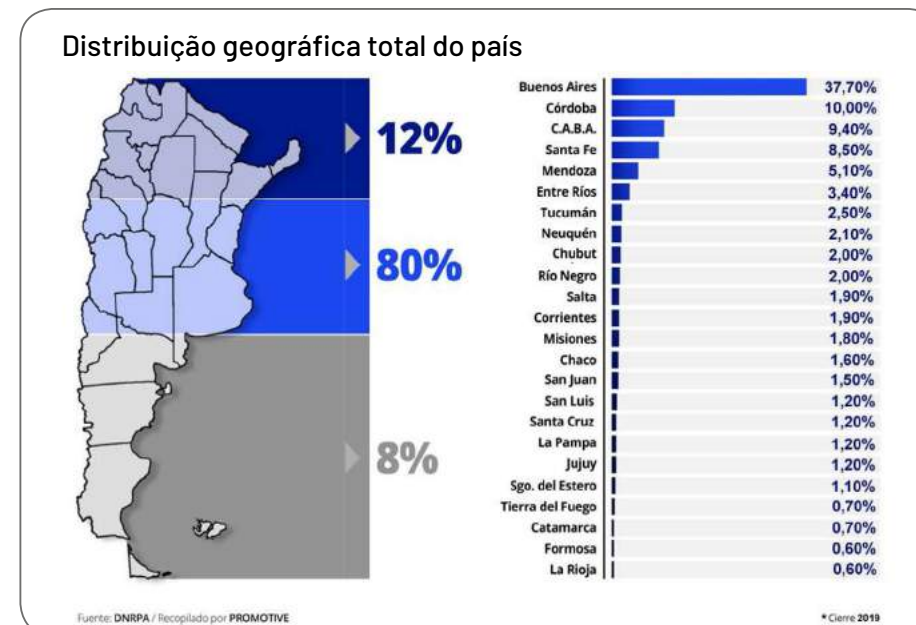 Distribuição geográfica total do país
12%
80%
8%
Buenos Aires 37,70%
Córdoba 10,00%
C.A.B.A. 9,40%
Santa Fe 8,50%
Mendoza 5,10%
Entre Ríos 3,40%
Tucumán 2,50%
Neuquén 2,10%
Chubut 2,00%
Río Negro 2,00%
Salta 1,90%
Corrientes 1,90%
Misiones 1,80%
Chaco 1,60%
San Juan 1,50%
San Luis 1,20%
Santa Cruz 1,20%
La Pampa 1,20%
Jujuy 1,20%
Sgo. del Estero 1,10%
Tierra del Fuego 0,70%
Catamarca 0,70%
Formosa 0,60%
La Rioja 0,60%
Fuente: DNRPA / Recopilado por PROMOTIVE
* Cierre 2019